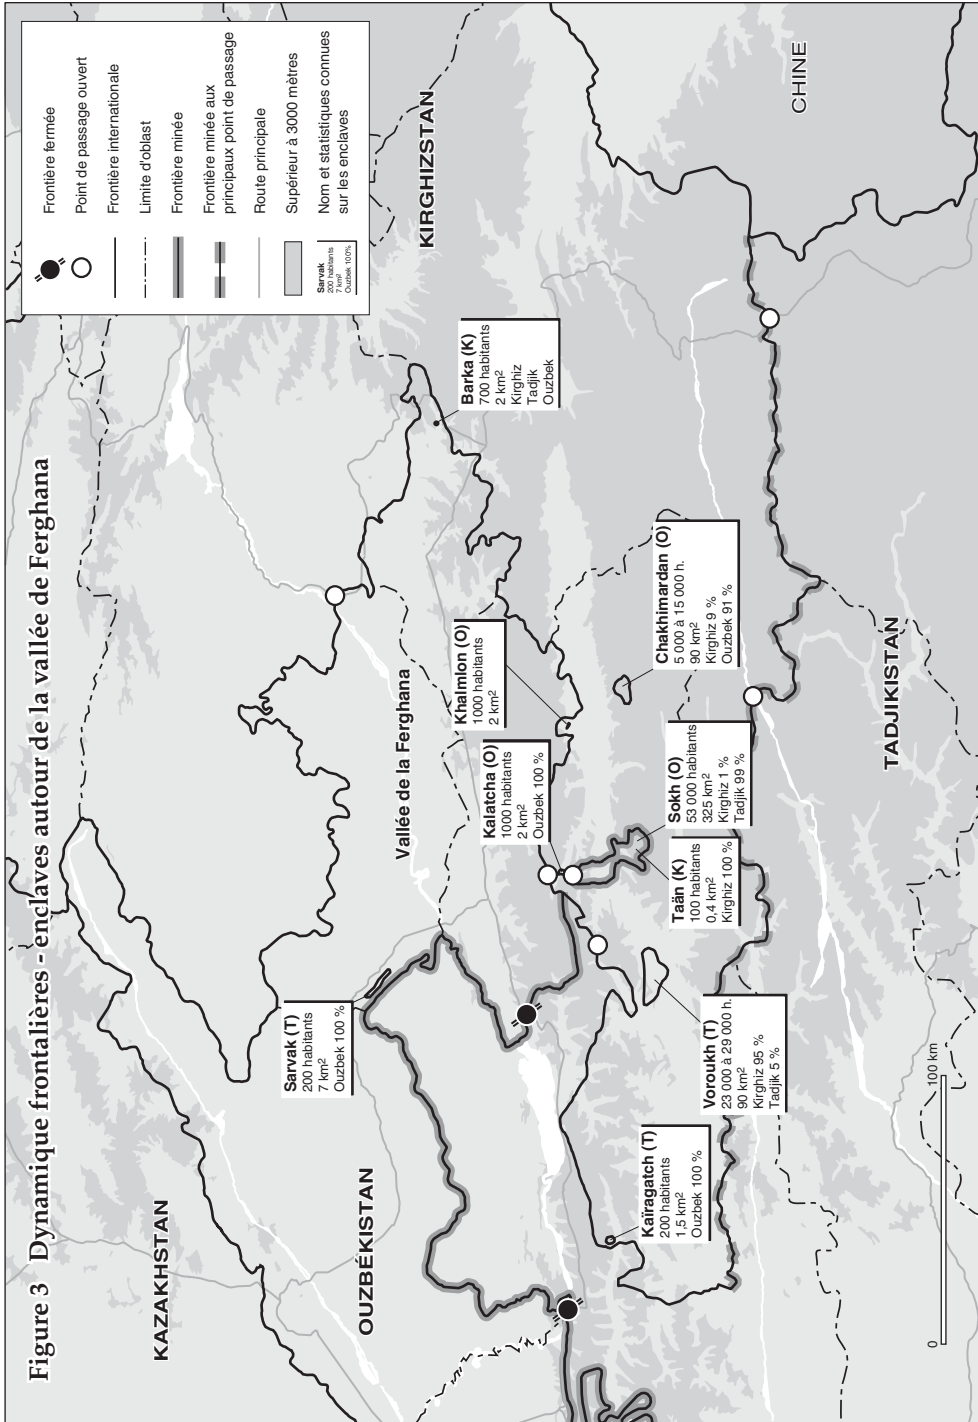 Figure 3 Dynamique frontalières - enclaves autour de la vallée de Ferghana
Frontière fermée
Point de passage ouvert
Frontière internationale
Limite d'oblast
Frontière minée
Frontière minée aux
principaux point de passage
Route principale
Supérieur à 3000 mètres
Sarvak
200 habitants
7 km²
Ouzbek 100%
Nom et statistiques connues
sur les enclaves
KAZAKHSTAN
OUZBÉKISTAN
KIRGHIZSTAN
CHINE
TADJIKISTAN
Vallée de la Ferghana
Sarvak (T)
200 habitants
7 km²
Ouzbek 100 %
Barka (K)
700 habitants
2 km²
Kirghiz
Tadjik
Ouzbek
Khalmion (O)
1000 habitants
2 km²
Kalatcha (O)
1000 habitants
2 km²
Ouzbek 100 %
Chakhimardan (O)
5 000 à 15 000 h.
90 km²
Kirghiz 9 %
Ouzbek 91 %
Sokh (O)
53 000 habitants
325 km²
Kirghiz 1 %
Tadjik 99 %
Taän (K)
100 habitants
0,4 km²
Kirghiz 100 %
Voroukh (T)
23 000 à 29 000 h.
90 km²
Kirghiz 95 %
Tadjik 5 %
Kaïragatch (T)
200 habitants
1,5 km²
Ouzbek 100 %
0
100 km